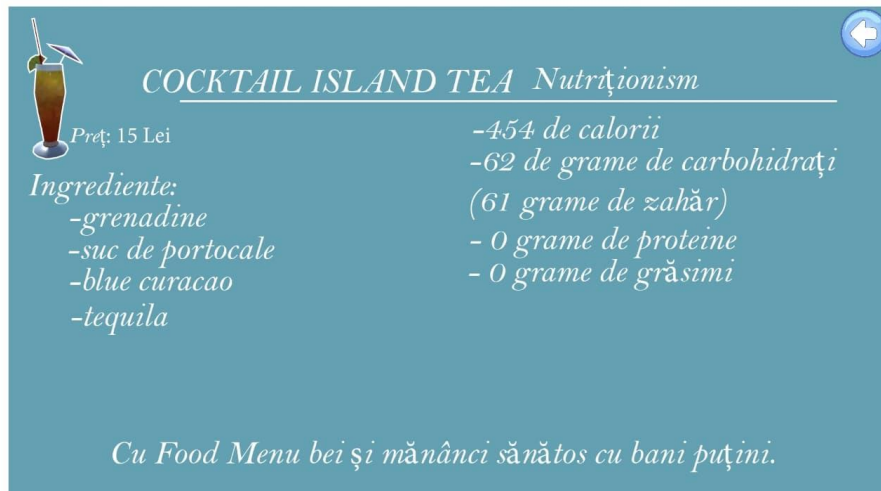 COCKTAIL ISLAND TEA
Preț: 15 Lei
Ingrediente:
-grenadine
-suc de portocale
-blue curacao
-tequila
Nutriționism
-454 de calorii
-62 de grame de carbohidrați
(61 grame de zahăr)
- 0 grame de proteine
- 0 grame de grăsimi
Cu Food Menu bei și mănânci sănătos cu bani puțini.